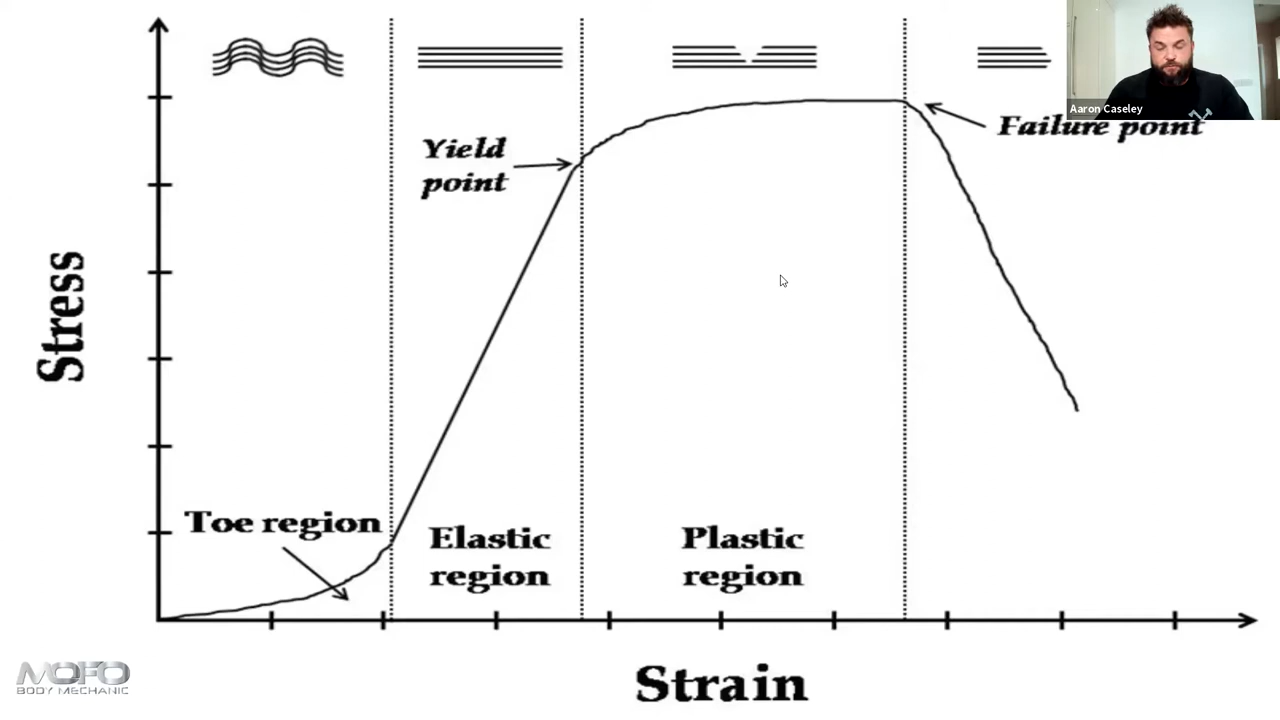 Aaron Caseley
Failure point
Yield
point
Stress
Toe region
Elastic
region
Plastic
region
Strain
MOFO
BODY MECHANIC